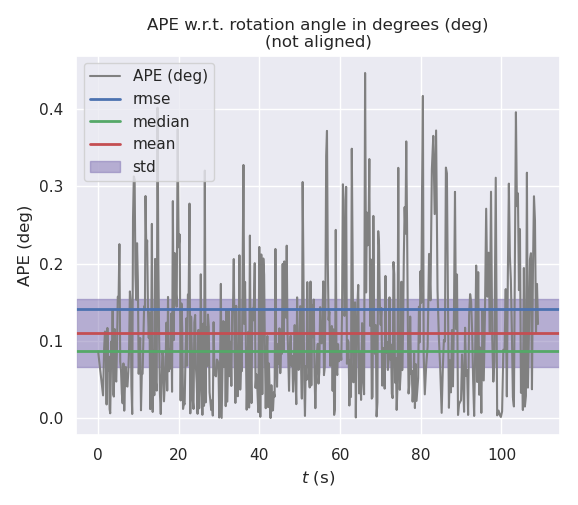 APE w.r.t. rotation angle in degrees (deg)
(not aligned)
APE (deg)
rmse
median
mean
std
APE (deg)
0.4
0.3
0.2
0.1
0.0
0 20 40 60 80 100
t (s)